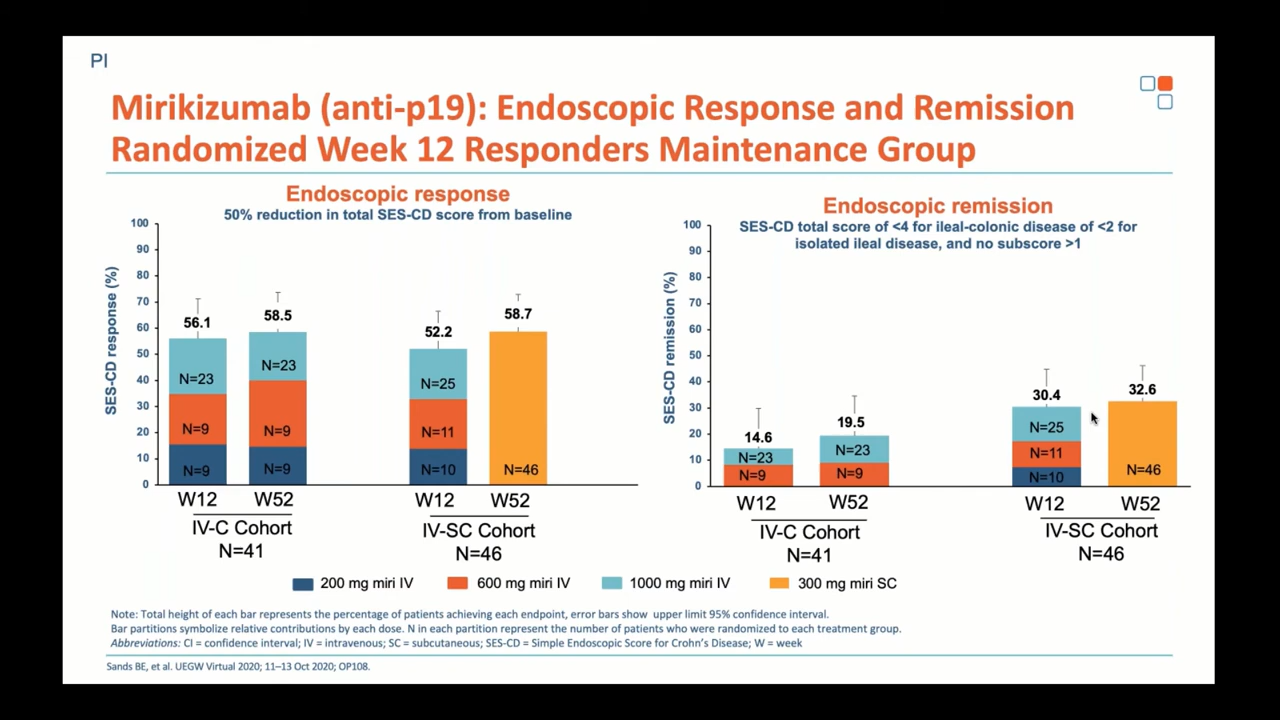 PI
Mirikizumab (anti-p19): Endoscopic Response and Remission
Randomized Week 12 Responders Maintenance Group
Endoscopic response
50% reduction in total SES-CD score from baseline
SES-CD response (%)
100
90
80
70
60
50
40
30
20
10
0
56.1
58.5
52.2
58.7
N=23
N=23
N=25
N=9
N=9
N=11
N=9
N=9
N=10
N=46
W12
W52
W12
W52
IV-C Cohort
N=41
IV-SC Cohort
N=46
Endoscopic remission
SES-CD total score of <4 for ileal-colonic disease of <2 for
isolated ileal disease, and no subscore >1
SES-CD remission (%)
100
90
80
70
60
50
40
30
20
10
0
14.6
19.5
30.4
32.6
N=23
N=23
N=25
N=9
N=9
N=11
N=10
N=46
W12
W52
W12
W52
IV-C Cohort
N=41
IV-SC Cohort
N=46
200 mg miri IV
600 mg miri IV
1000 mg miri IV
300 mg miri SC
Note: Total height of each bar represents the percentage of patients achieving each endpoint, error bars show upper limit 95% confidence interval.
Bar partitions symbolize relative contributions by each dose. N in each partition represent the number of patients who were randomized to each treatment group.
Abbreviations: CI = confidence interval; IV = intravenous; SC = subcutaneous; SES-CD = Simple Endoscopic Score for Crohn's Disease; W = week
Sands BE, et al. UEGW Virtual 2020; 11–13 Oct 2020; OP108.